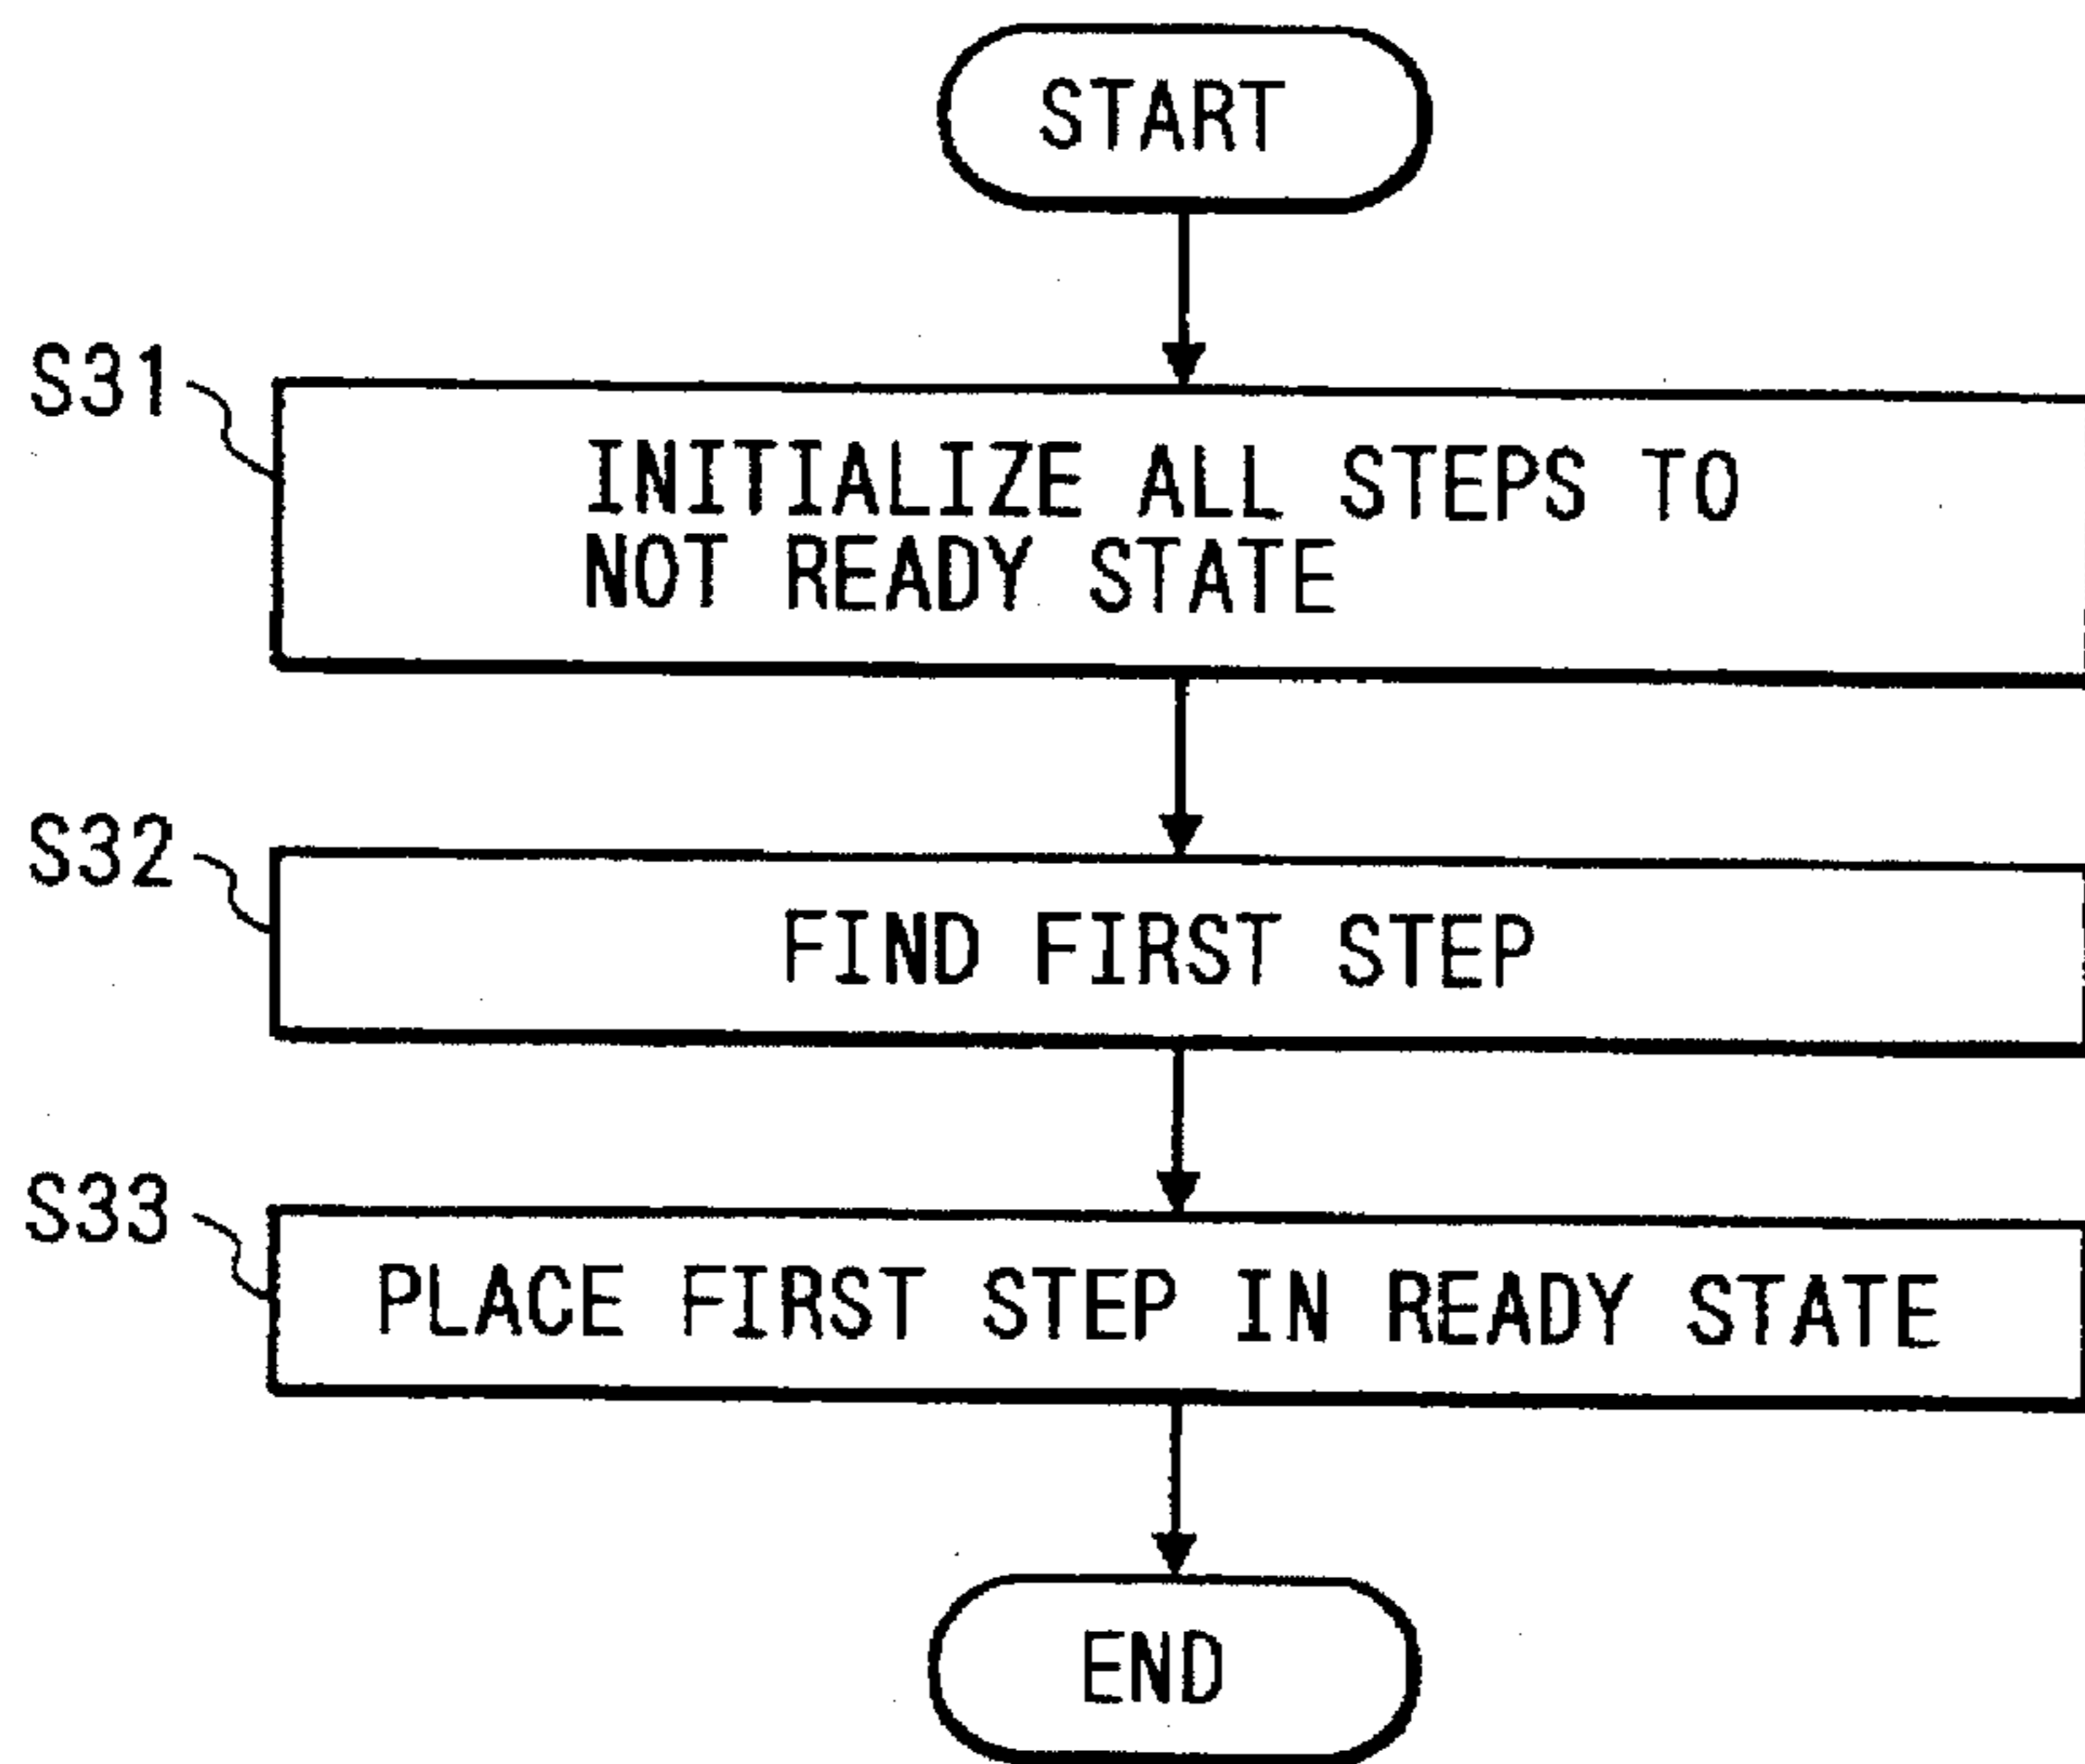 START
S31
INITIALIZE ALL STEPS TO
NOT READY STATE
S32
FIND FIRST STEP
S33
PLACE FIRST STEP IN READY STATE
END